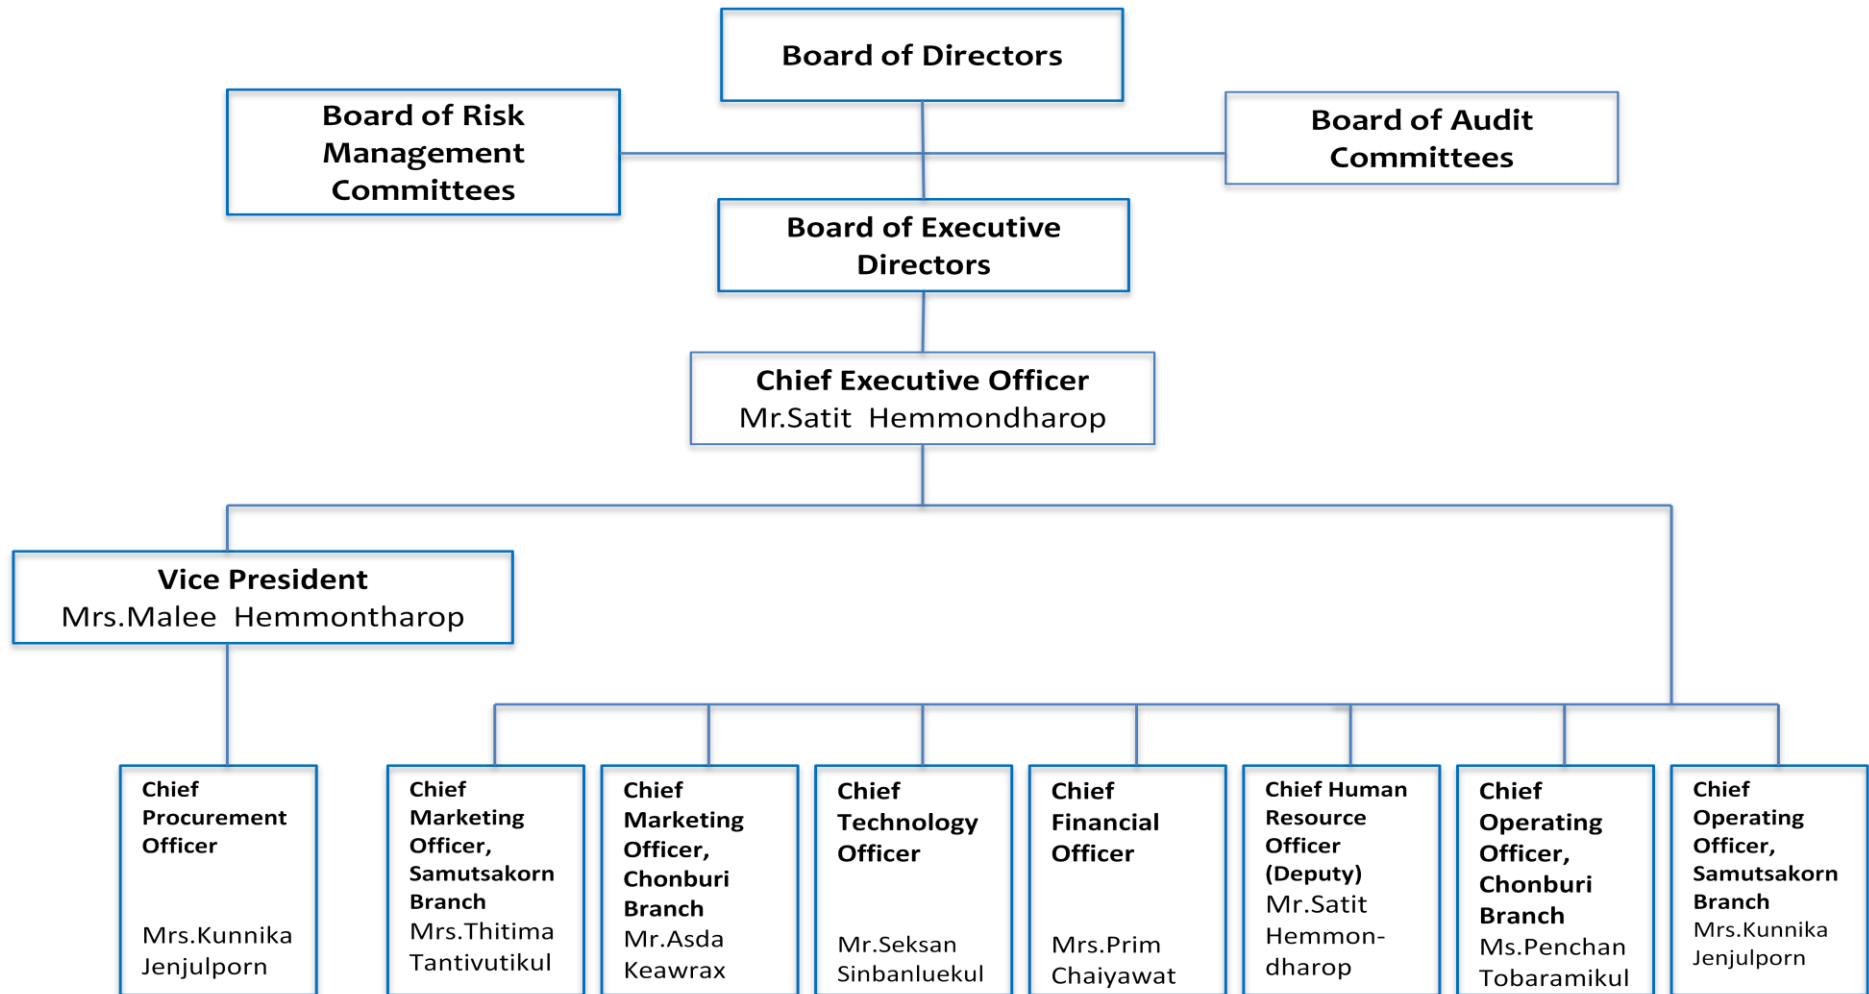 Board of Directors
Board of Risk
Management
Committees
Board of Audit
Committees
Board of Executive
Directors
Chief Executive Officer
Mr.Satit Hemmondharop
Vice President
Mrs.Malee Hemmontharop
Chief
Procurement
Officer
Mrs.Kunnika
Jenjulporn
Chief
Marketing
Officer,
Samutsakorn
Branch
Mrs.Thitima
Tantivutikul
Chief
Marketing
Officer,
Chonburi
Branch
Mr.Asda
Keawrax
Chief
Technology
Officer
Mr.Seksan
Sinbanluekul
Chief
Financial
Officer
Mrs.Prim
Chaiyawat
Chief Human
Resource
Officer
(Deputy)
Mr.Satit
Hemmon-
dharop
Chief
Operating
Officer,
Chonburi
Branch
Ms.Penchan
Tobaramikul
Chief
Operating
Officer,
Samutsakorn
Branch
Mrs.Kunnika
Jenjulporn